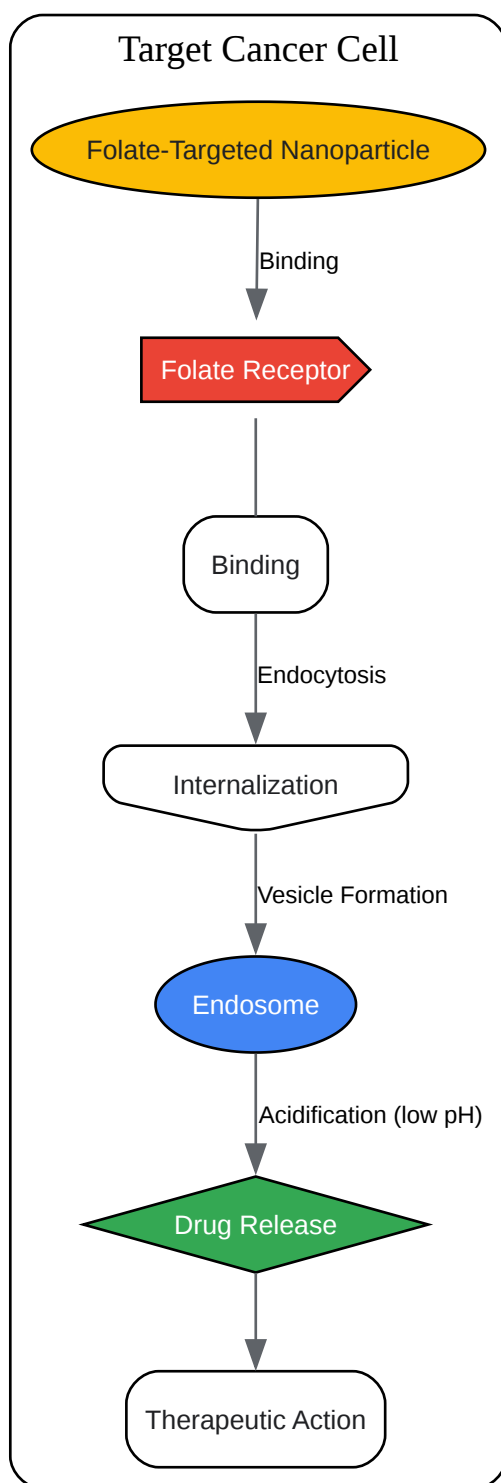 Target Cancer Cell
Folate-Targeted Nanoparticle
Binding
Folate Receptor
Binding
Endocytosis
Internalization
Vesicle Formation
Endosome
Acidification (low pH)
Drug Release
Therapeutic Action